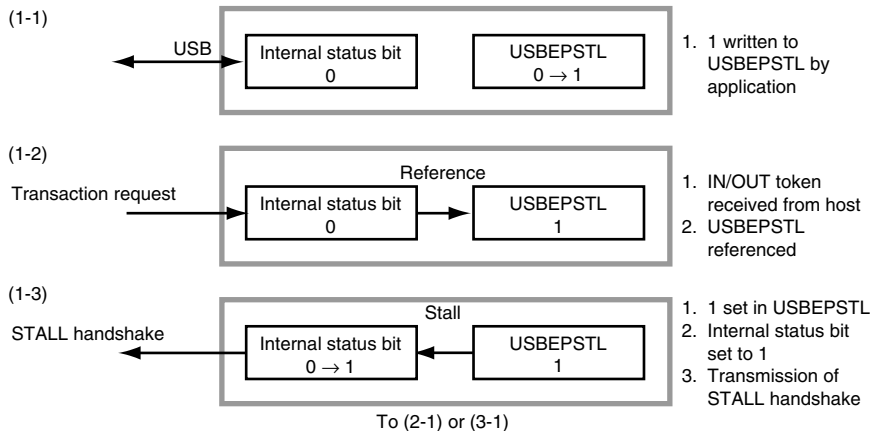 (1-1)
USB
Internal status bit
0
USBEPSTL
0 → 1
1. 1 written to
USBEPSTL by
application
(1-2)
Transaction request
Reference
Internal status bit
0
USBEPSTL
1
1. IN/OUT token
received from host
2. USBEPSTL
referenced
(1-3)
STALL handshake
Stall
Internal status bit
0 → 1
USBEPSTL
1
1. 1 set in USBEPSTL
2. Internal status bit
set to 1
3. Transmission of
STALL handshake
To (2-1) or (3-1)